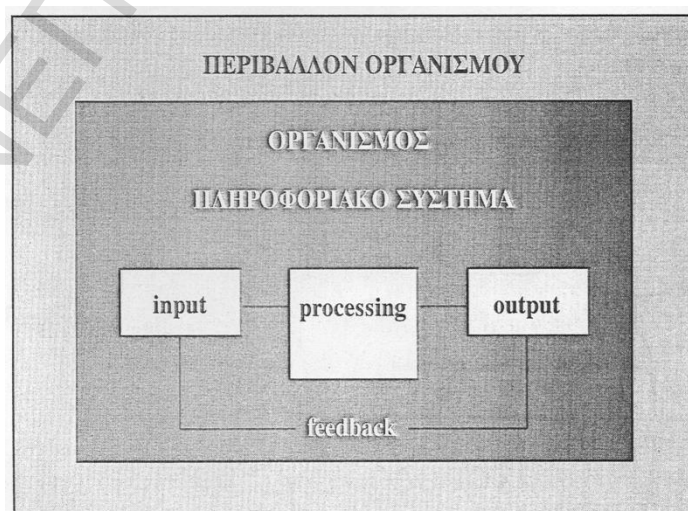 ΠΕΡΙΒΑΛΛΟΝ ΟΡΓΑΝΙΣΜΟΥ
ΟΡΓΑΝΙΣΜΟΣ
ΠΛΗΡΟΦΟΡΙΑΚΟ ΣΥΣΤΗΜΑ
input processing output
feedback